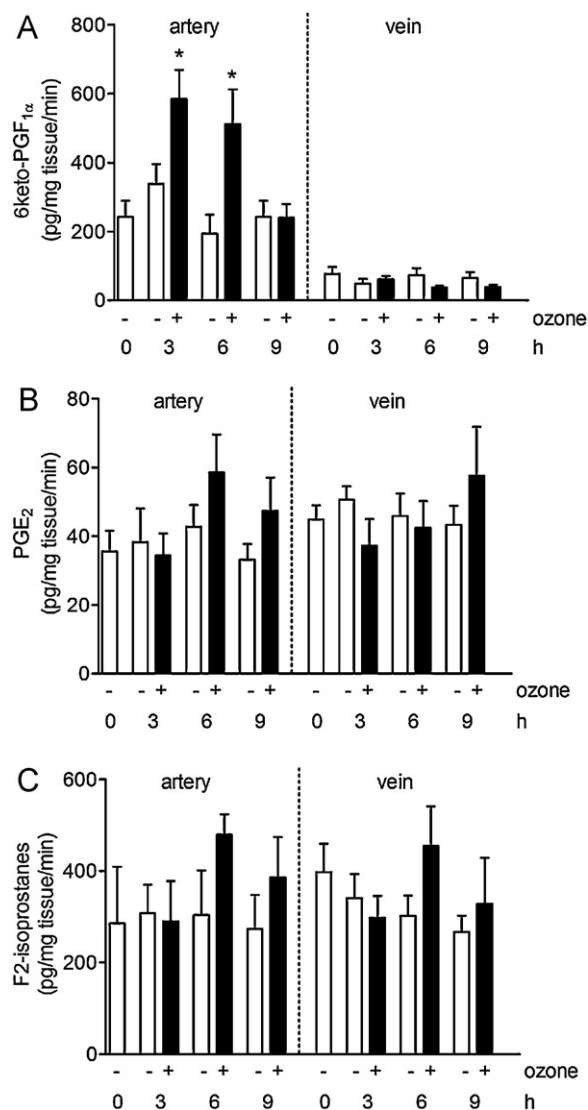 A
artery vein
800
600
400
200
0
6keto-PGF1α
(pg/mg tissue/min)
* *
- - + - + - + - - + - + - + ozone
0 3 6 9 0 3 6 9 h
B
artery vein
80
60
40
20
0
PGE2
(pg/mg tissue/min)
- - + - + - + - - + - + - + ozone
0 3 6 9 0 3 6 9 h
C
artery vein
600
400
200
0
F2-isoprostanes
(pg/mg tissue/min)
- - + - + - + - - + - + - + ozone
0 3 6 9 0 3 6 9 h